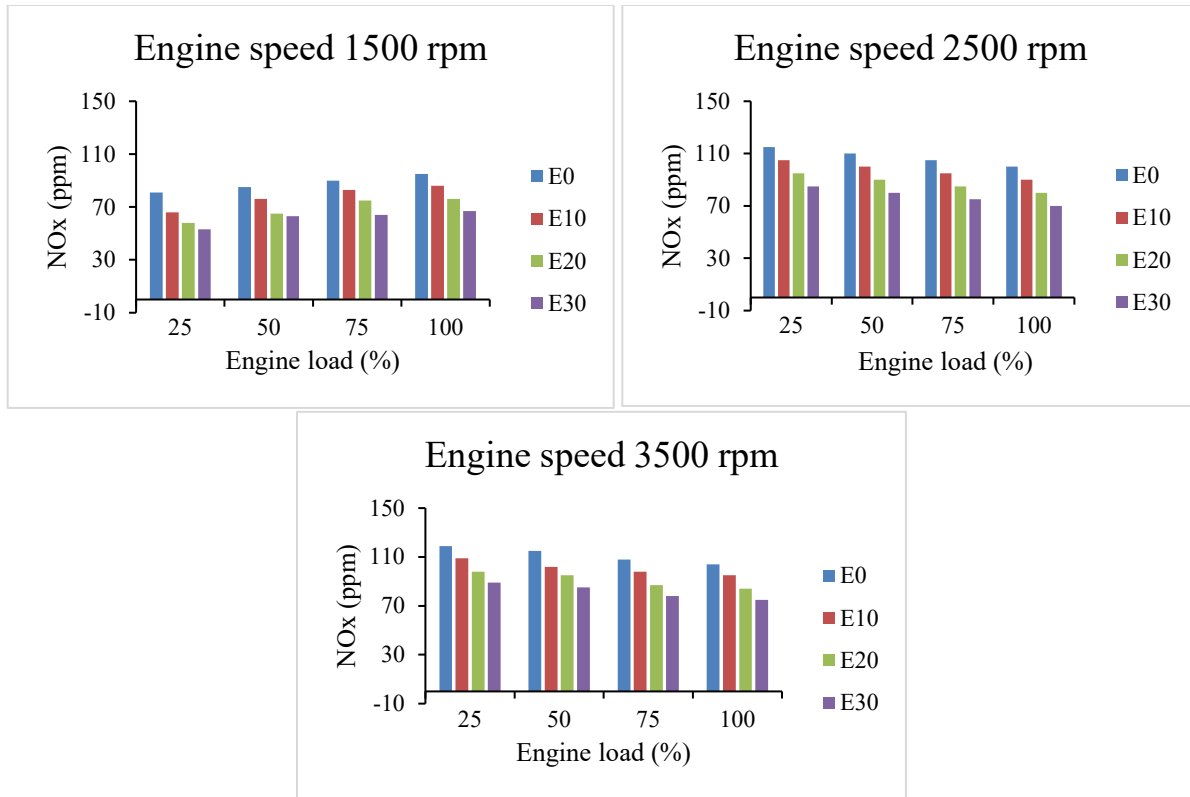 Engine speed 1500 rpm
150
110
70
30
-10
NOx (ppm)
25 50 75 100
Engine load (%)
E0
E10
E20
E30
Engine speed 2500 rpm
150
110
70
30
-10
NOx (ppm)
25 50 75 100
Engine load (%)
E0
E10
E20
E30
Engine speed 3500 rpm
150
110
70
30
-10
NOx (ppm)
25 50 75 100
Engine load (%)
E0
E10
E20
E30